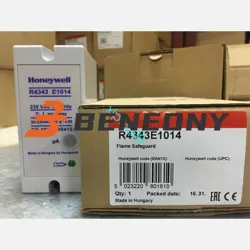 Honeywell
R4343 E1014
BENEONY
µA
Made in Hungary
R4343E1014
Flame Safeguard
Honeywell code (EAN13)
Honeywell code (UPC)
5 023220 801610
Qty: 1
Packed date:
16. 31.
Made in Hungary